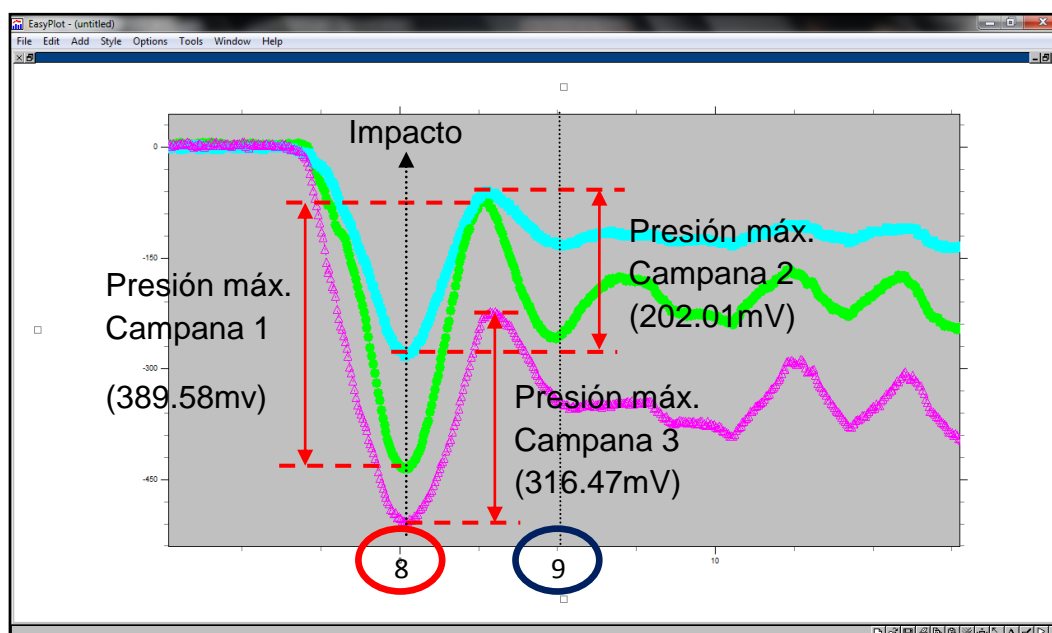 EasyPlot - (untitled)
File Edit Add Style Options Tools Window Help
Impacto
0
-150
-300
-450
Presión máx.
Campana 1
(389.58mv)
Presión máx.
Campana 2
(202.01mV)
Presión máx.
Campana 3
(316.47mV)
8
9
10